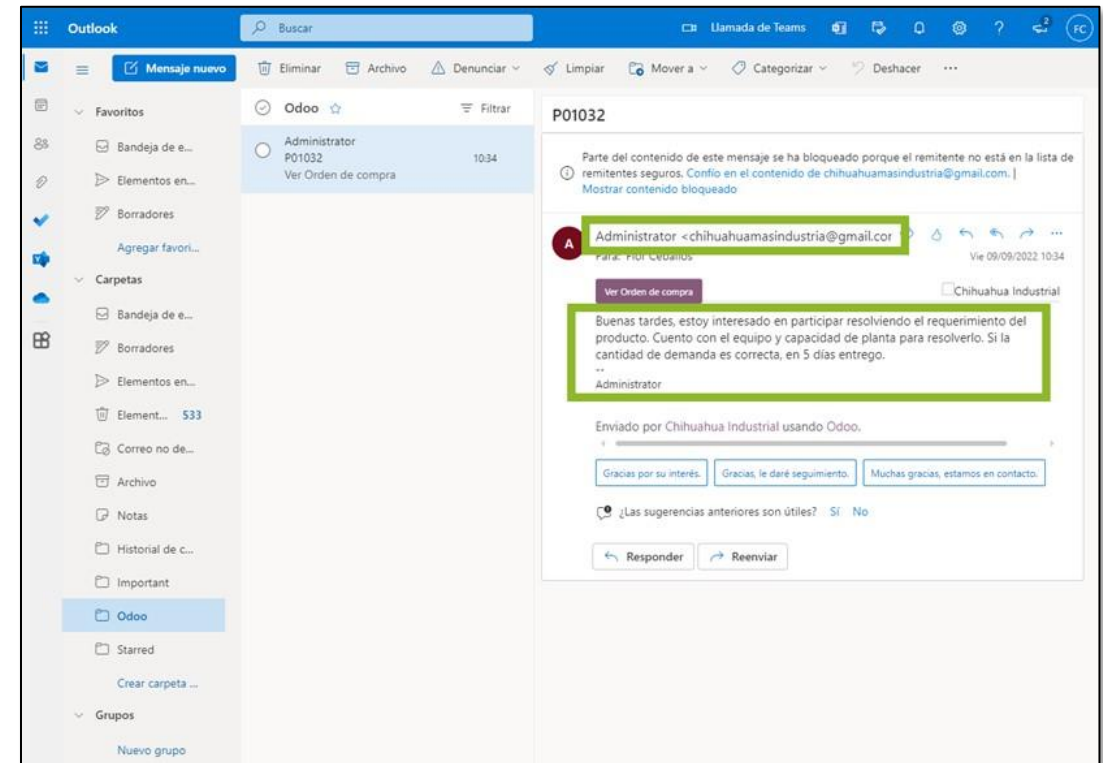 Outlook
Buscar
Llamada de Teams
2
FC
Mensaje nuevo
Eliminar
Archivo
Denunciar
Limpiar
Mover a
Categorizar
Deshacer
...
Favoritos
Bandeja de e...
Elementos en...
Borradores
Agregar favori...
Carpetas
Bandeja de e...
Borradores
Elementos en...
Element... 533
Correo no de...
Archivo
Notas
Historial de c...
Important
Odoo
Starred
Crear carpeta ...
Grupos
Nuevo grupo
Odoo
Filtrar
Administrator
P01032 10:34
Ver Orden de compra
P01032
Parte del contenido de este mensaje se ha bloqueado porque el remitente no está en la lista de
remitentes seguros. Confío en el contenido de chihuahuamasindustria@gmail.com. |
Mostrar contenido bloqueado
A
Administrator <chihuahuamasindustria@gmail.cor
Para: Flor Ceballos
Vie 09/09/2022 10:34
Ver Orden de compra
Chihuahua Industrial
Buenas tardes, estoy interesado en participar resolviendo el requerimiento del
producto. Cuento con el equipo y capacidad de planta para resolverlo. Si la
cantidad de demanda es correcta, en 5 días entrego.
--
Administrator
Enviado por Chihuahua Industrial usando Odoo.
Gracias por su interés.
Gracias, le daré seguimiento.
Muchas gracias, estamos en contacto.
¿Las sugerencias anteriores son útiles? Sí No
Responder
Reenviar